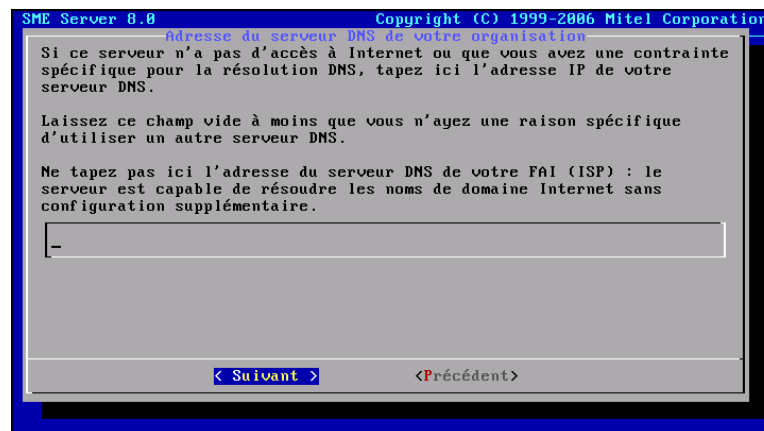 SME Server 8.0 Copyright (C) 1999-2006 Mitel Corporation
Adresse du serveur DNS de votre organisation
Si ce serveur n'a pas d'accès à Internet ou que vous avez une contrainte
spécifique pour la résolution DNS, tapez ici l'adresse IP de votre
serveur DNS.
Laissez ce champ vide à moins que vous n'ayez une raison spécifique
d'utiliser un autre serveur DNS.
Ne tapez pas ici l'adresse du serveur DNS de votre FAI (ISP) : le
serveur est capable de résoudre les noms de domaine Internet sans
configuration supplémentaire.
< Suivant > <Précédent>